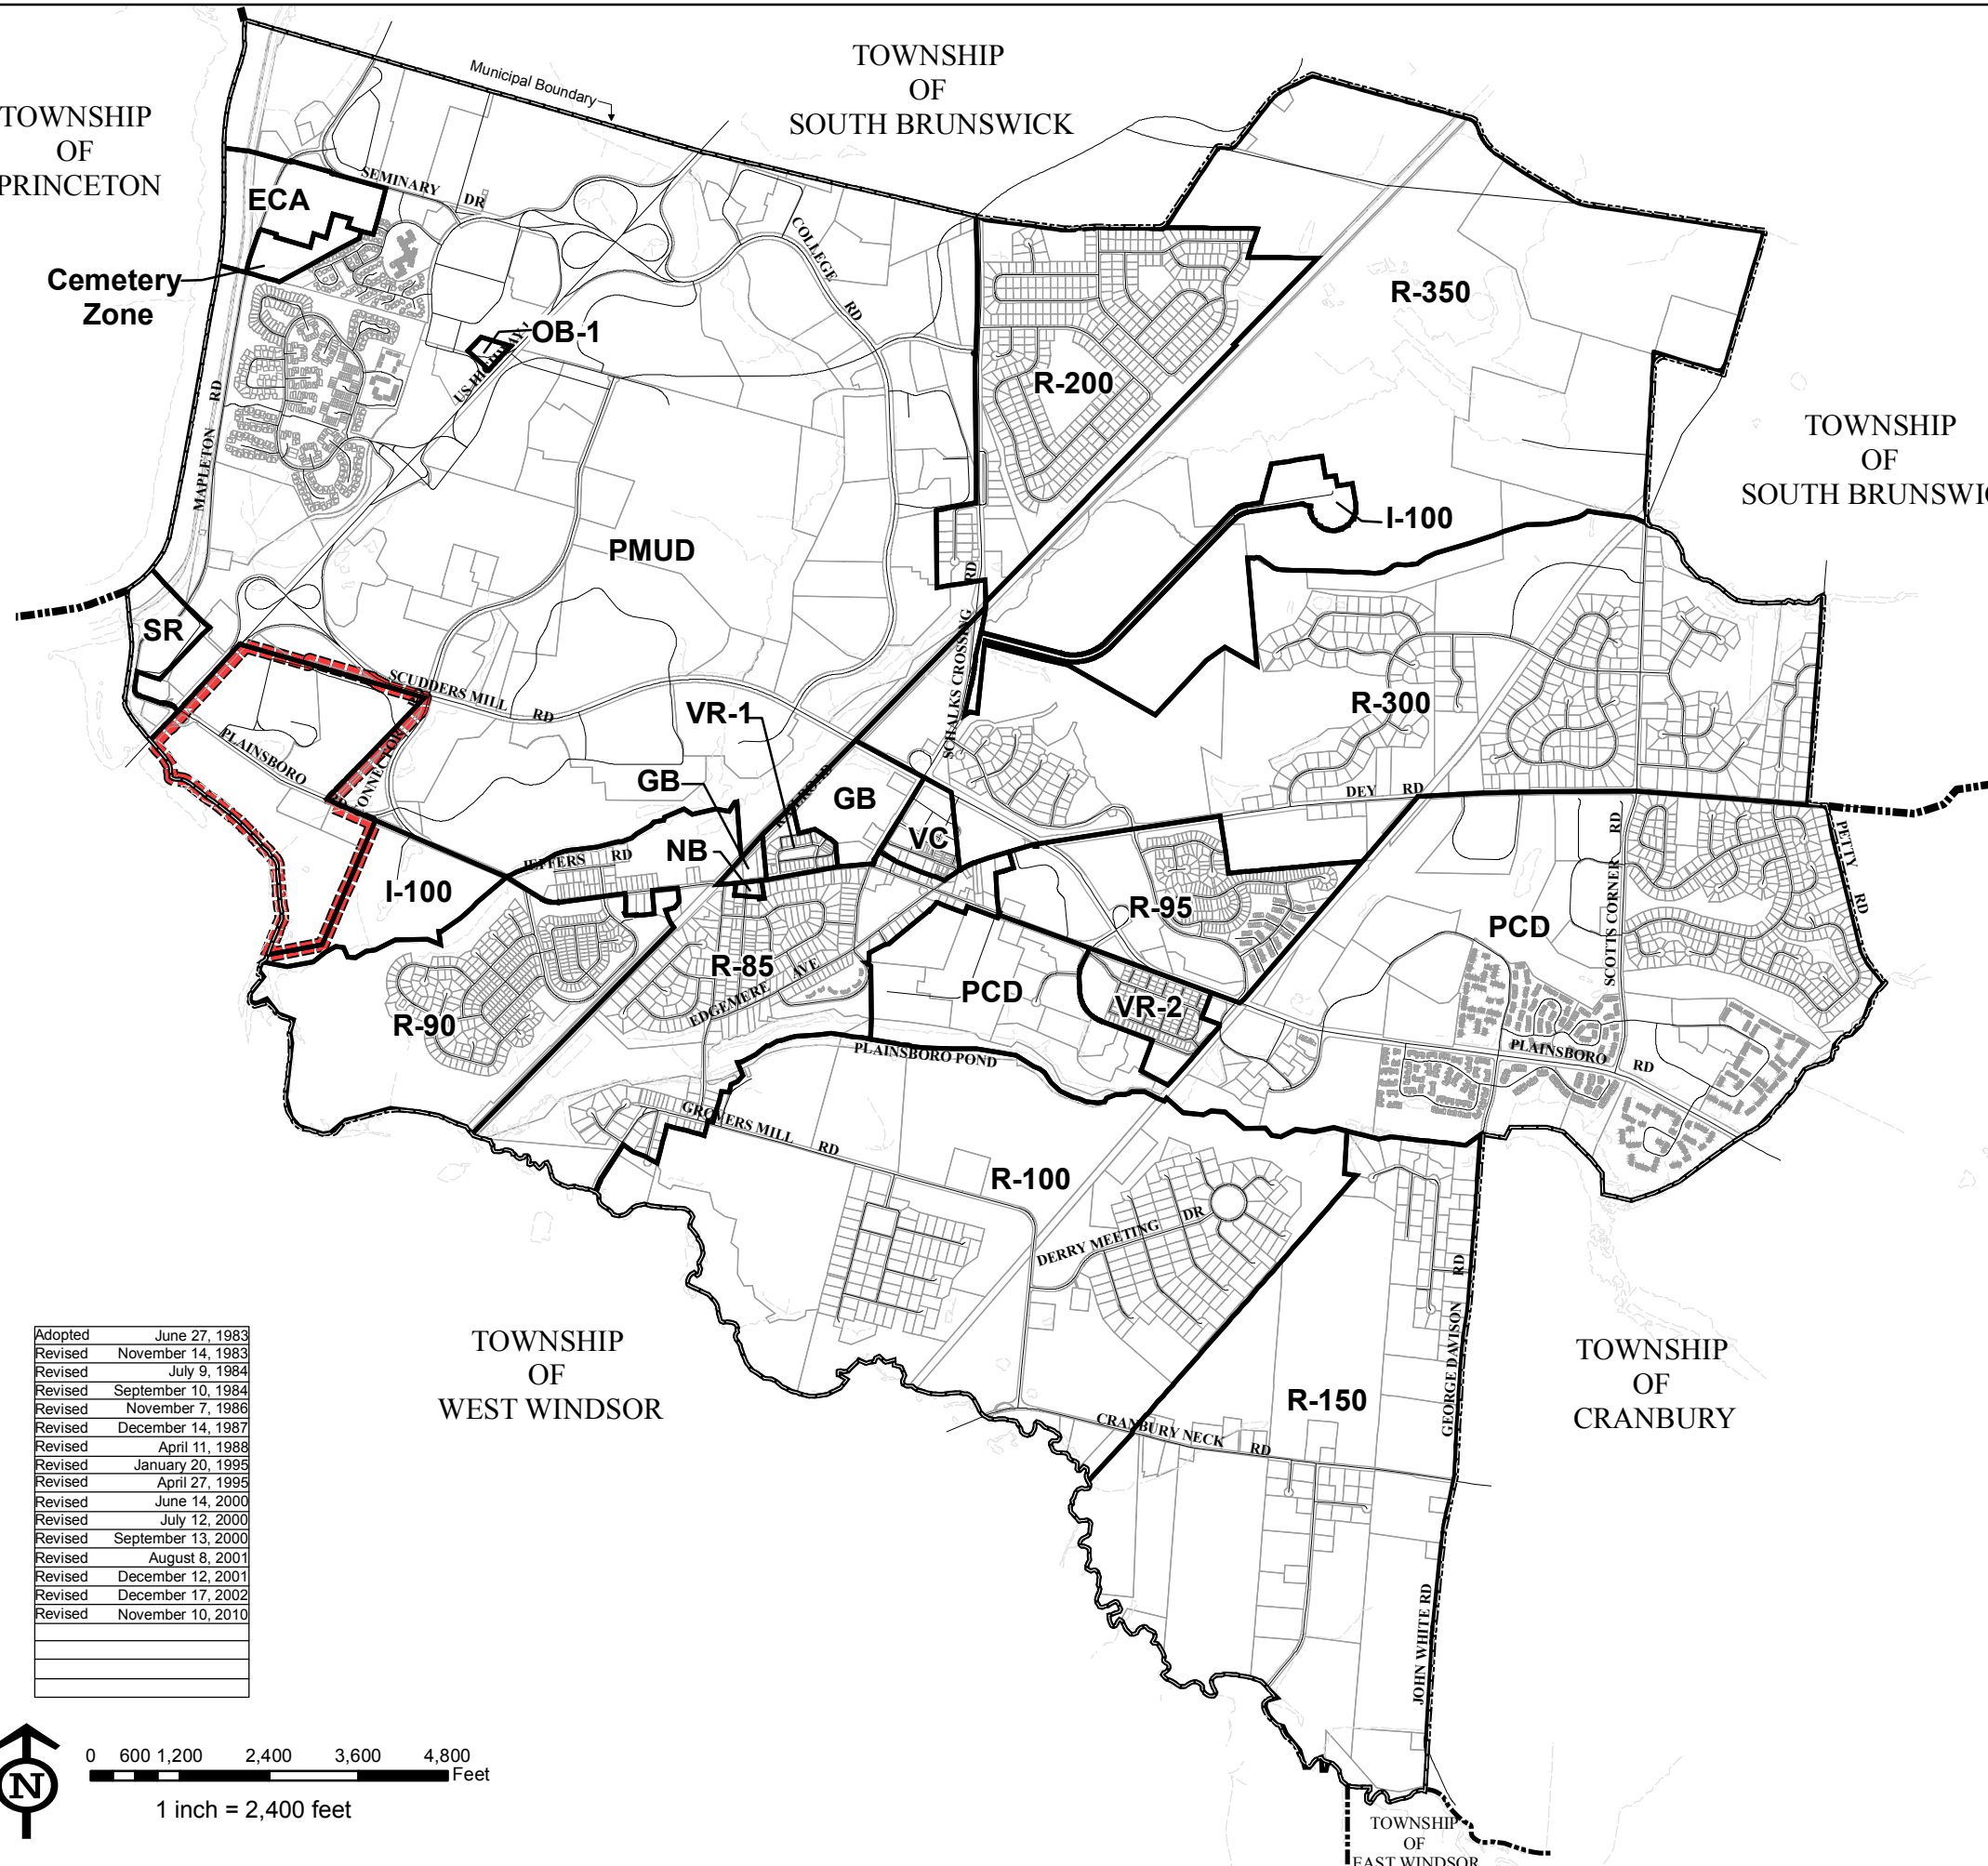 TOWNSHIP
OF
PRINCETON
Municipal Boundary
TOWNSHIP
OF
SOUTH BRUNSWICK
ECA
SEMINARY DR
Cemetery
Zone
OB-1
COLLEGE RD
R-200
R-350
TOWNSHIP
OF
SOUTH BRUNSWI
MAPLETON RD
I-100
PMUD
SR
SCUDDERS MILL RD
SCHALKS CROSSING RD
R-300
VR-1
PLAINSBORO
GB
GB
DEY RD
VC
NB
JEFFERS RD
I-100
R-95
PCD
SCOTTS CORNER RD
PETTY RD
R-85
EDGEMERE AVE
PCD
VR-2
R-90
PLAINSBORO POND
PLAINSBORO RD
GROVERS MILL RD
R-100
DERRY MEETING DR
GEORGE DAVISON RD
R-150
CRANBURY NECK RD
JOHN WHITE RD
TOWNSHIP
OF
WEST WINDSOR
TOWNSHIP
OF
CRANBURY
Adopted June 27, 1983
Revised November 14, 1983
Revised July 9, 1984
Revised September 10, 1984
Revised November 7, 1986
Revised December 14, 1987
Revised April 11, 1988
Revised January 20, 1995
Revised April 27, 1995
Revised June 14, 2000
Revised July 12, 2000
Revised September 13, 2000
Revised August 8, 2001
Revised December 12, 2001
Revised December 17, 2002
Revised November 10, 2010
N
0 600 1,200 2,400 3,600 4,800
Feet
1 inch = 2,400 feet
TOWNSHIP
OF
EAST WINDSOR